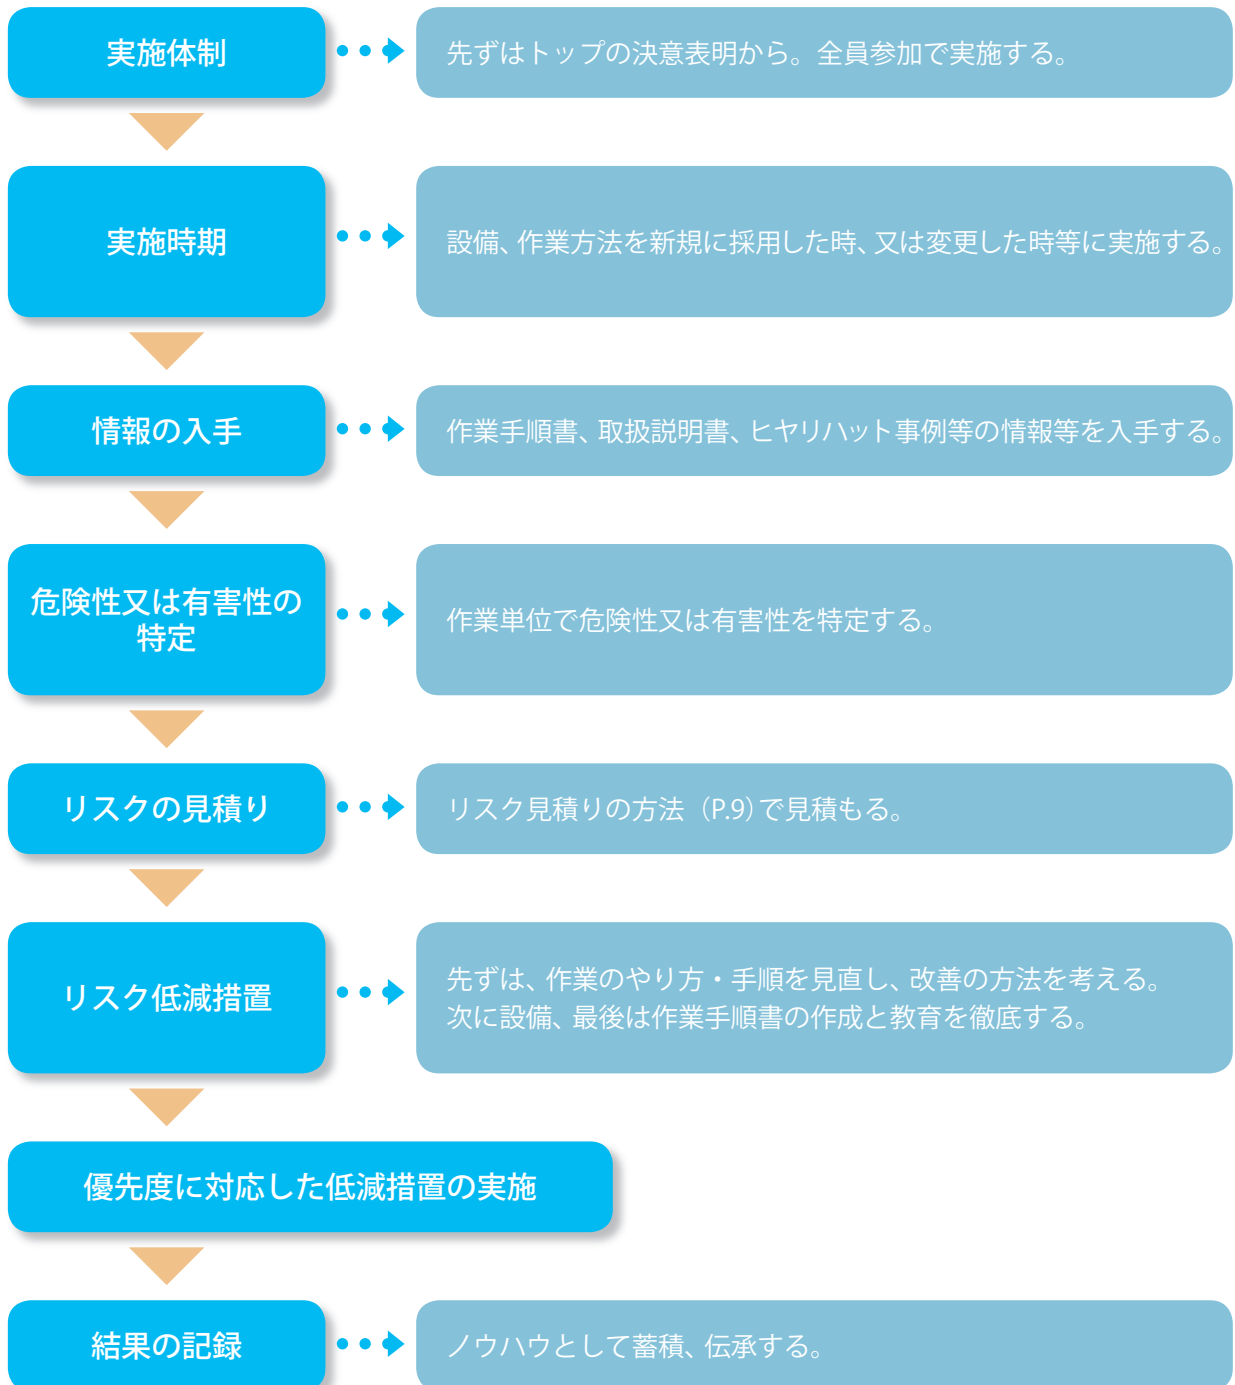 実施体制
先ずはトップの決意表明から。全員参加で実施する。
実施時期
設備、作業方法を新規に採用した時、又は変更した時等に実施する。
情報の入手
作業手順書、取扱説明書、ヒヤリハット事例等の情報等を入手する。
危険性又は有害性の
特定
作業単位で危険性又は有害性を特定する。
リスクの見積り
リスク見積りの方法（P.9）で見積もる。
リスク低減措置
先ずは、作業のやり方・手順を見直し、改善の方法を考える。
次に設備、最後は作業手順書の作成と教育を徹底する。
優先度に対応した低減措置の実施
結果の記録
ノウハウとして蓄積、伝承する。